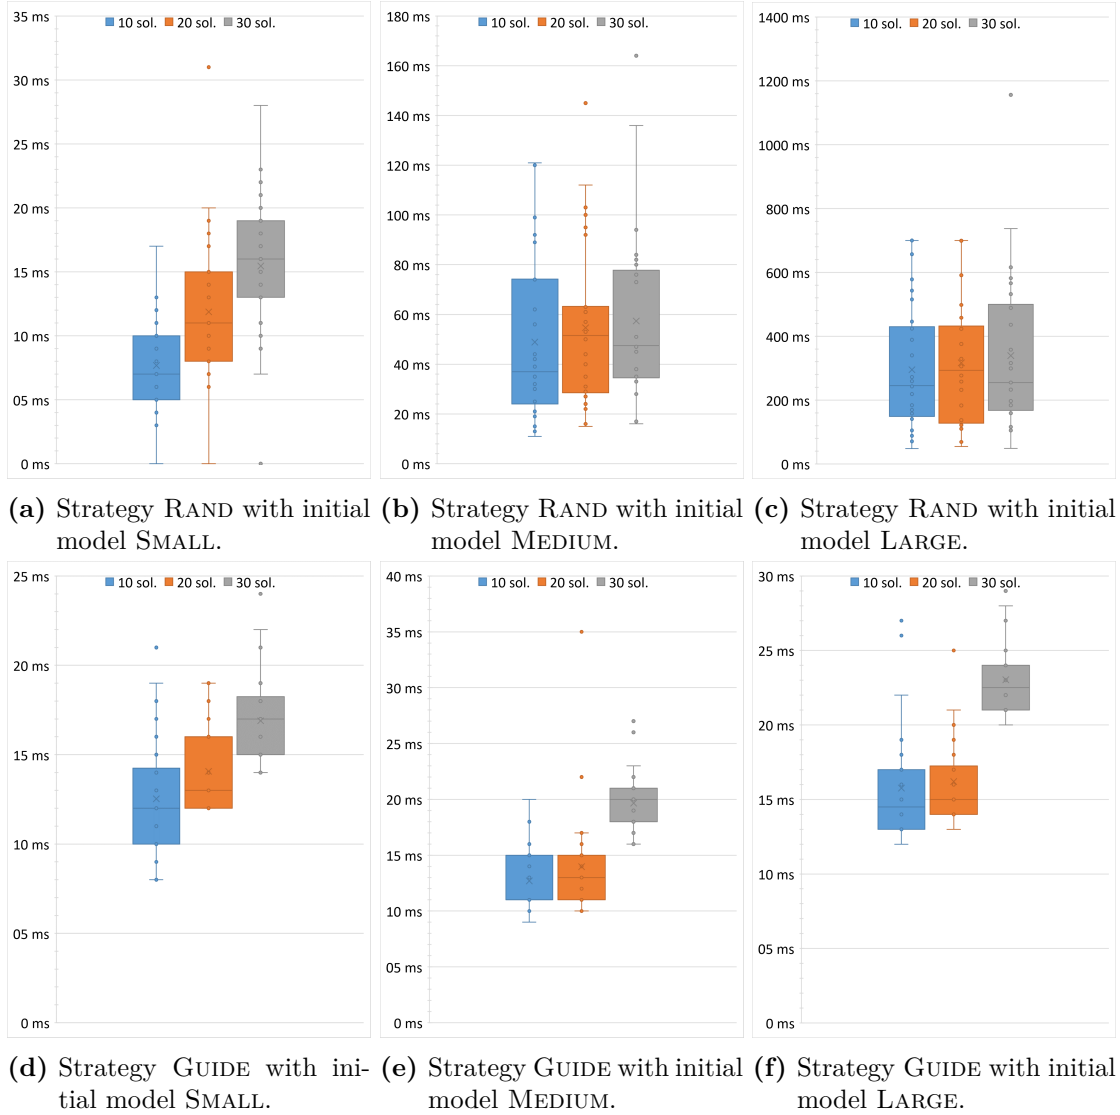 10 sol. 20 sol. 30 sol.
35 ms
30 ms
25 ms
20 ms
15 ms
10 ms
05 ms
0 ms
(a) Strategy RAND with initial
model SMALL.
10 sol. 20 sol. 30 sol.
180 ms
160 ms
140 ms
120 ms
100 ms
80 ms
60 ms
40 ms
20 ms
0 ms
(b) Strategy RAND with initial
model MEDIUM.
10 sol. 20 sol. 30 sol.
1400 ms
1200 ms
1000 ms
800 ms
600 ms
400 ms
200 ms
0 ms
(c) Strategy RAND with initial
model LARGE.
10 sol. 20 sol. 30 sol.
25 ms
20 ms
15 ms
10 ms
05 ms
0 ms
(d) Strategy GUIDE with ini-
tial model SMALL.
10 sol. 20 sol. 30 sol.
40 ms
35 ms
30 ms
25 ms
20 ms
15 ms
10 ms
05 ms
0 ms
(e) Strategy GUIDE with initial
model MEDIUM.
10 sol. 20 sol. 30 sol.
30 ms
25 ms
20 ms
15 ms
10 ms
05 ms
0 ms
(f) Strategy GUIDE with initial
model LARGE.